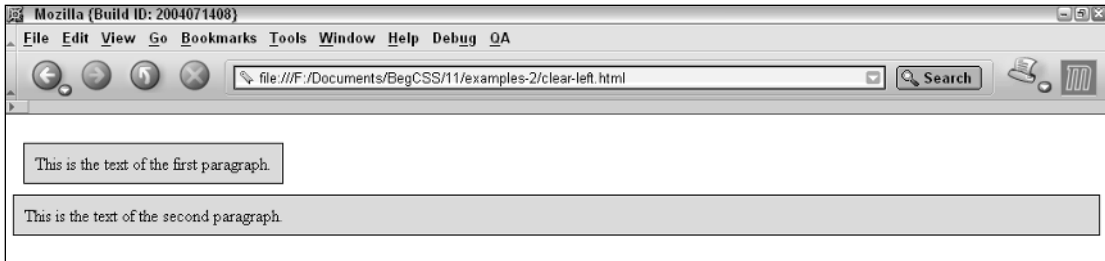 Mozilla {Build ID: 2004071408}
File Edit View Go Bookmarks Tools Window Help Debug QA
file:///F:/Documents/BegCSS/11/examples-2/clear-left.html Search
This is the text of the first paragraph.
This is the text of the second paragraph.